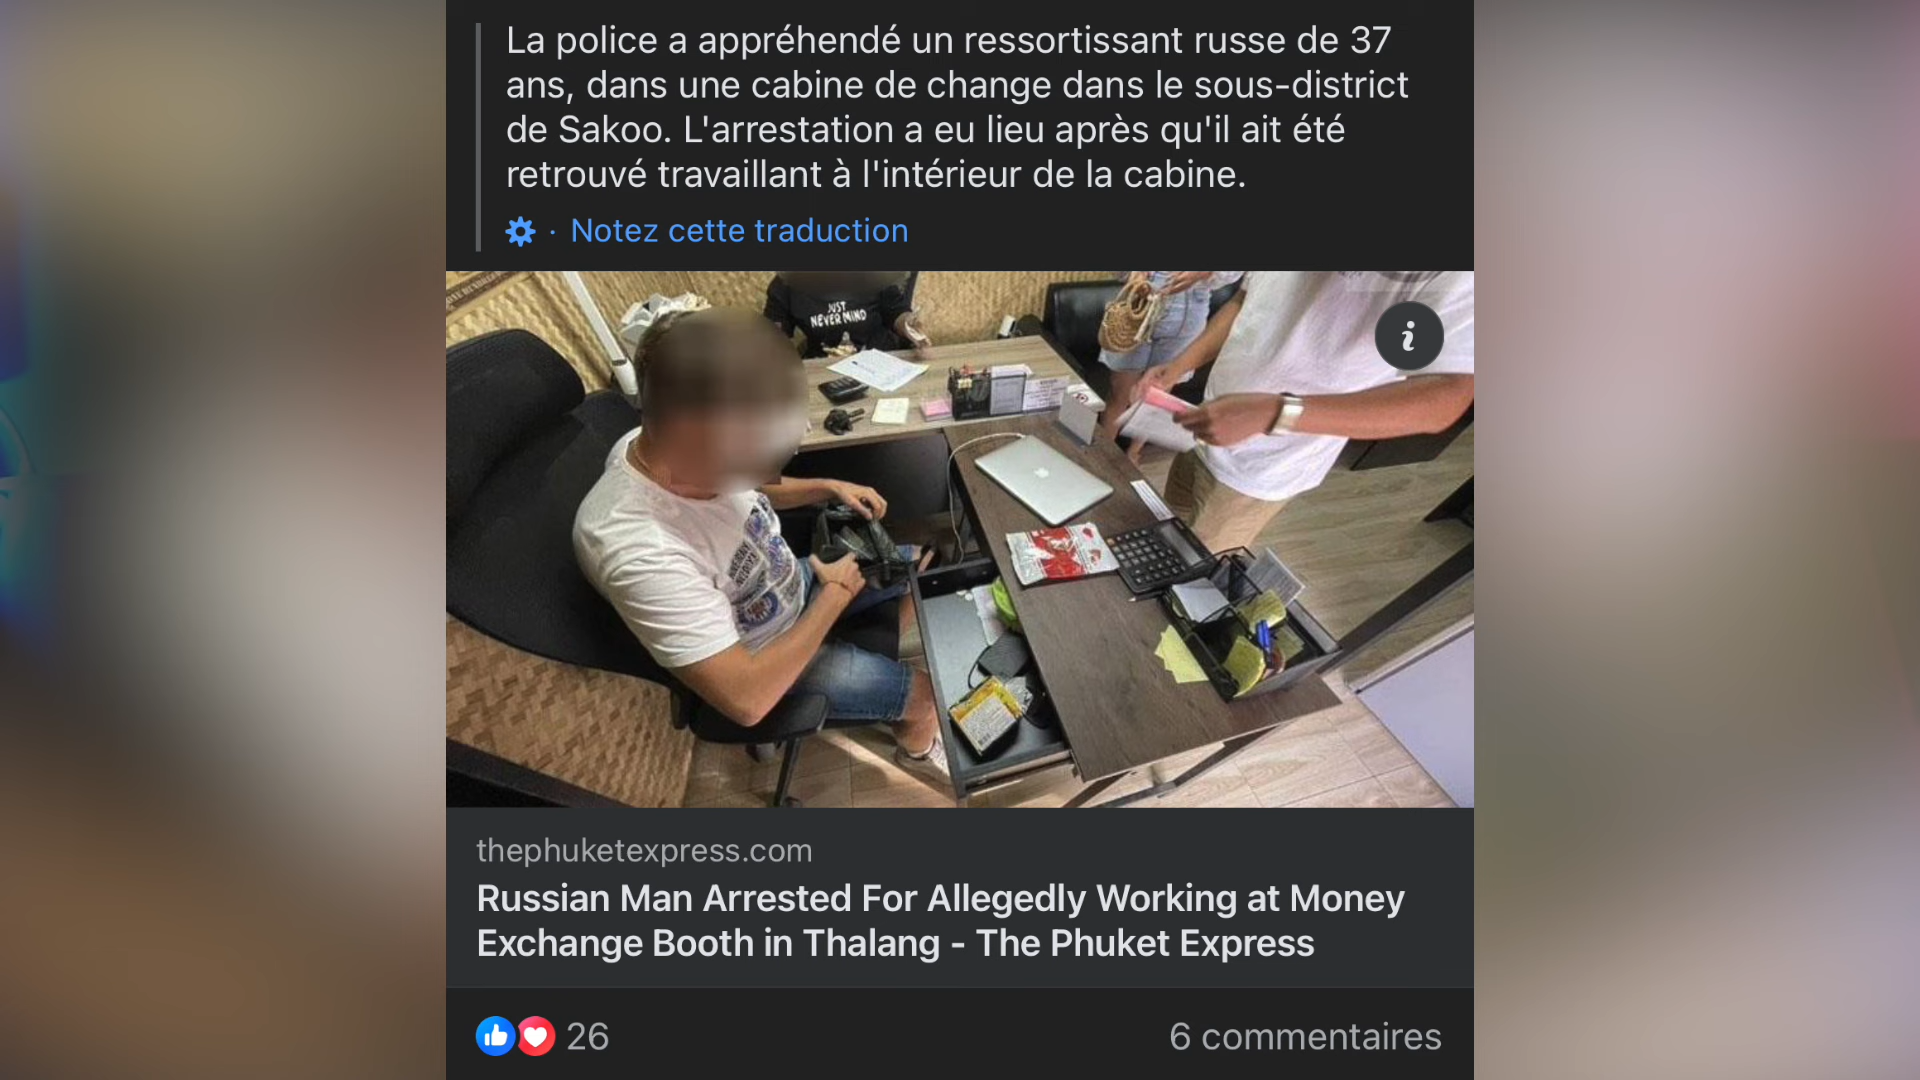 La police a appréhendé un ressortissant russe de 37
ans, dans une cabine de change dans le sous-district
de Sakoo. L'arrestation a eu lieu après qu'il ait été
retrouvé travaillant à l'intérieur de la cabine.
· Notez cette traduction
JUST
NEVER MIND
i
thephuketexpress.com
Russian Man Arrested For Allegedly Working at Money
Exchange Booth in Thalang - The Phuket Express
26
6 commentaires